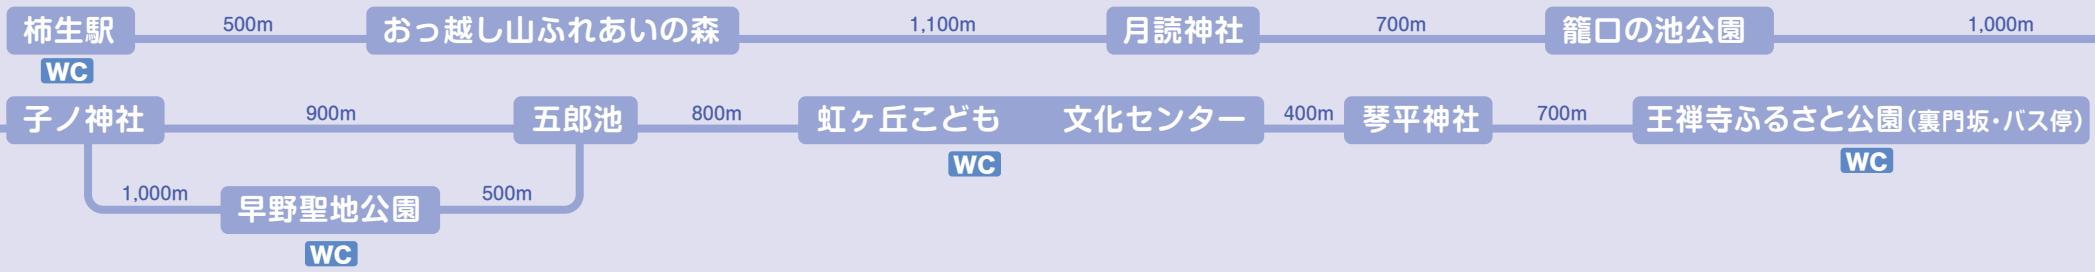 柿生駅 500m おっ越し山ふれあいの森 1,100m 月読神社 700m 籠口の池公園 1,000m
WC
子ノ神社 900m 五郎池 800m 虹ヶ丘こども 文化センター 400m 琴平神社 700m 王禅寺ふるさと公園(裏門坂・バス停)
WC WC
1,000m 早野聖地公園 500m
WC